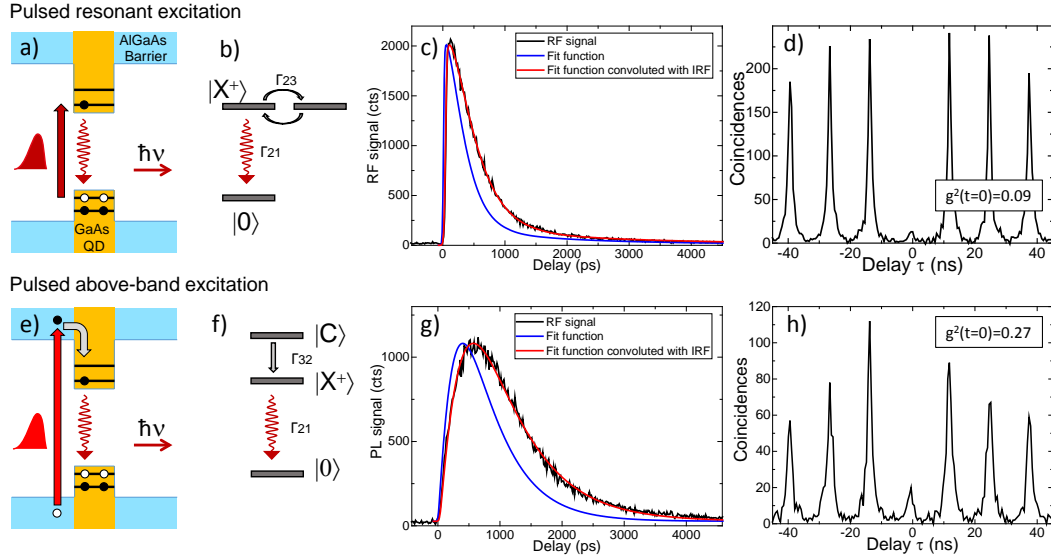 Pulsed resonant excitation
a)
AlGaAs
Barrier
ħν
GaAs
QD
b)
|X⁺⟩
Γ23
Γ21
|0⟩
c)
RF signal
Fit function
Fit function convoluted with IRF
RF signal (cts)
2000
1500
1000
500
0
0 1000 2000 3000 4000
Delay (ps)
d)
Coincidences
200
150
100
50
0
g²(t=0)=0.09
-40 -20 0 20 40
Delay τ (ns)
Pulsed above-band excitation
e)
ħν
f)
|C⟩
Γ32
|X⁺⟩
Γ21
|0⟩
g)
RF signal
Fit function
Fit function convoluted with IRF
PL signal (cts)
1000
500
0
0 1000 2000 3000 4000
Delay (ps)
h)
g²(t=0)=0.27
Coincidences
120
100
80
60
40
20
0
-40 -20 0 20 40
Delay τ (ns)